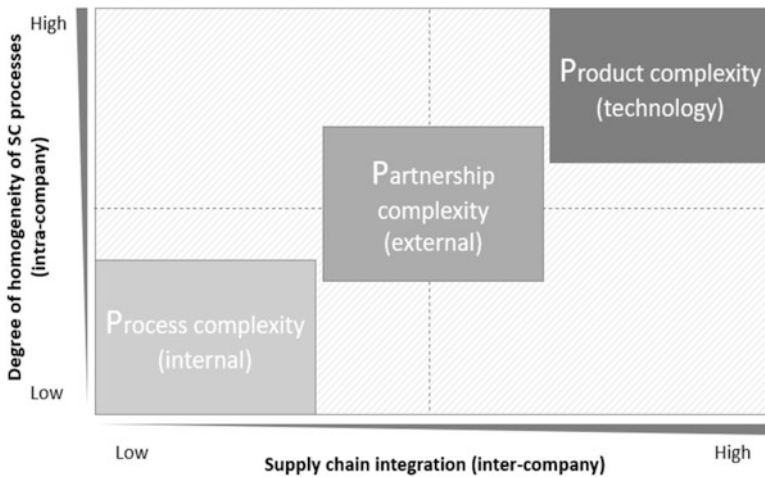 High
Degree of homogeneity of SC processes
(intra-company)
Low
Product complexity
(technology)
Partnership
complexity
(external)
Process complexity
(internal)
Low
High
Supply chain integration (inter-company)